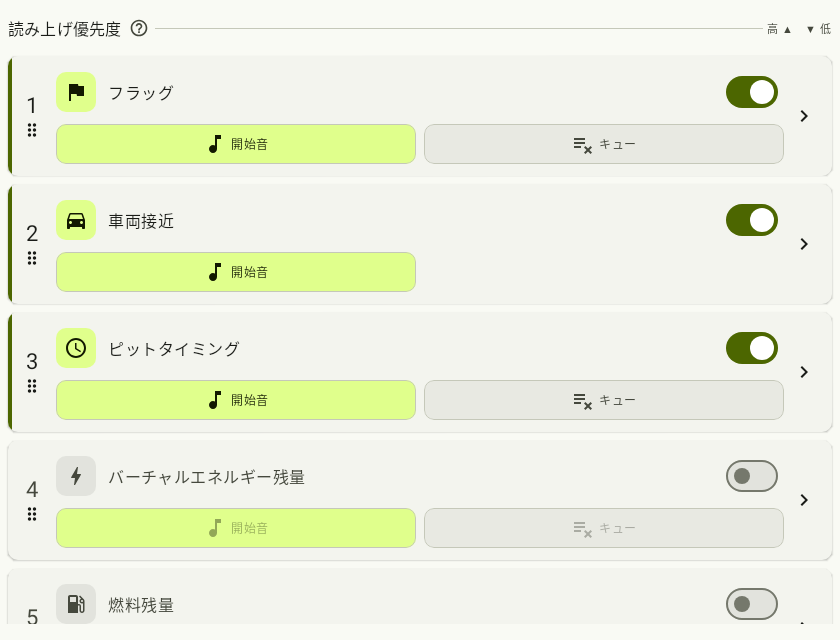 読み上げ優先度
高 ▲ ▼ 低
1
フラッグ
開始音
キュー
2
車両接近
開始音
3
ピットタイミング
開始音
キュー
4
バーチャルエネルギー残量
開始音
キュー
5
燃料残量